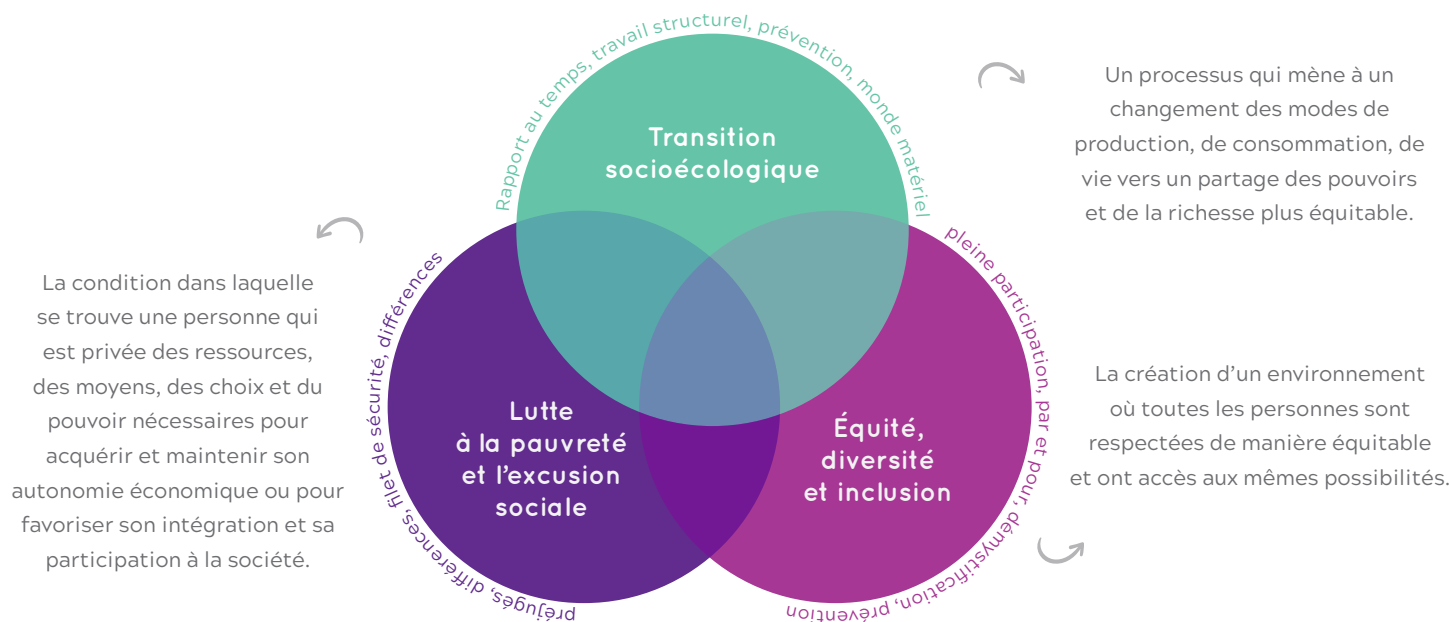 Rapport au temps, travail structurel, prévention, monde matériel
Transition
socioécologique
Un processus qui mène à un
changement des modes de
production, de consommation, de
vie vers un partage des pouvoirs
et de la richesse plus équitable.
préjugés, différences, filet de sécurité, différences
Lutte
à la pauvreté
et l'excusion
sociale
La condition dans laquelle
se trouve une personne qui
est privée des ressources,
des moyens, des choix et du
pouvoir nécessaires pour
acquérir et maintenir son
autonomie économique ou pour
favoriser son intégration et sa
participation à la société.
pleine participation, par et pour, démystification, prévention
Équité,
diversité
et inclusion
La création d'un environnement
où toutes les personnes sont
respectées de manière équitable
et ont accès aux mêmes possibilités.